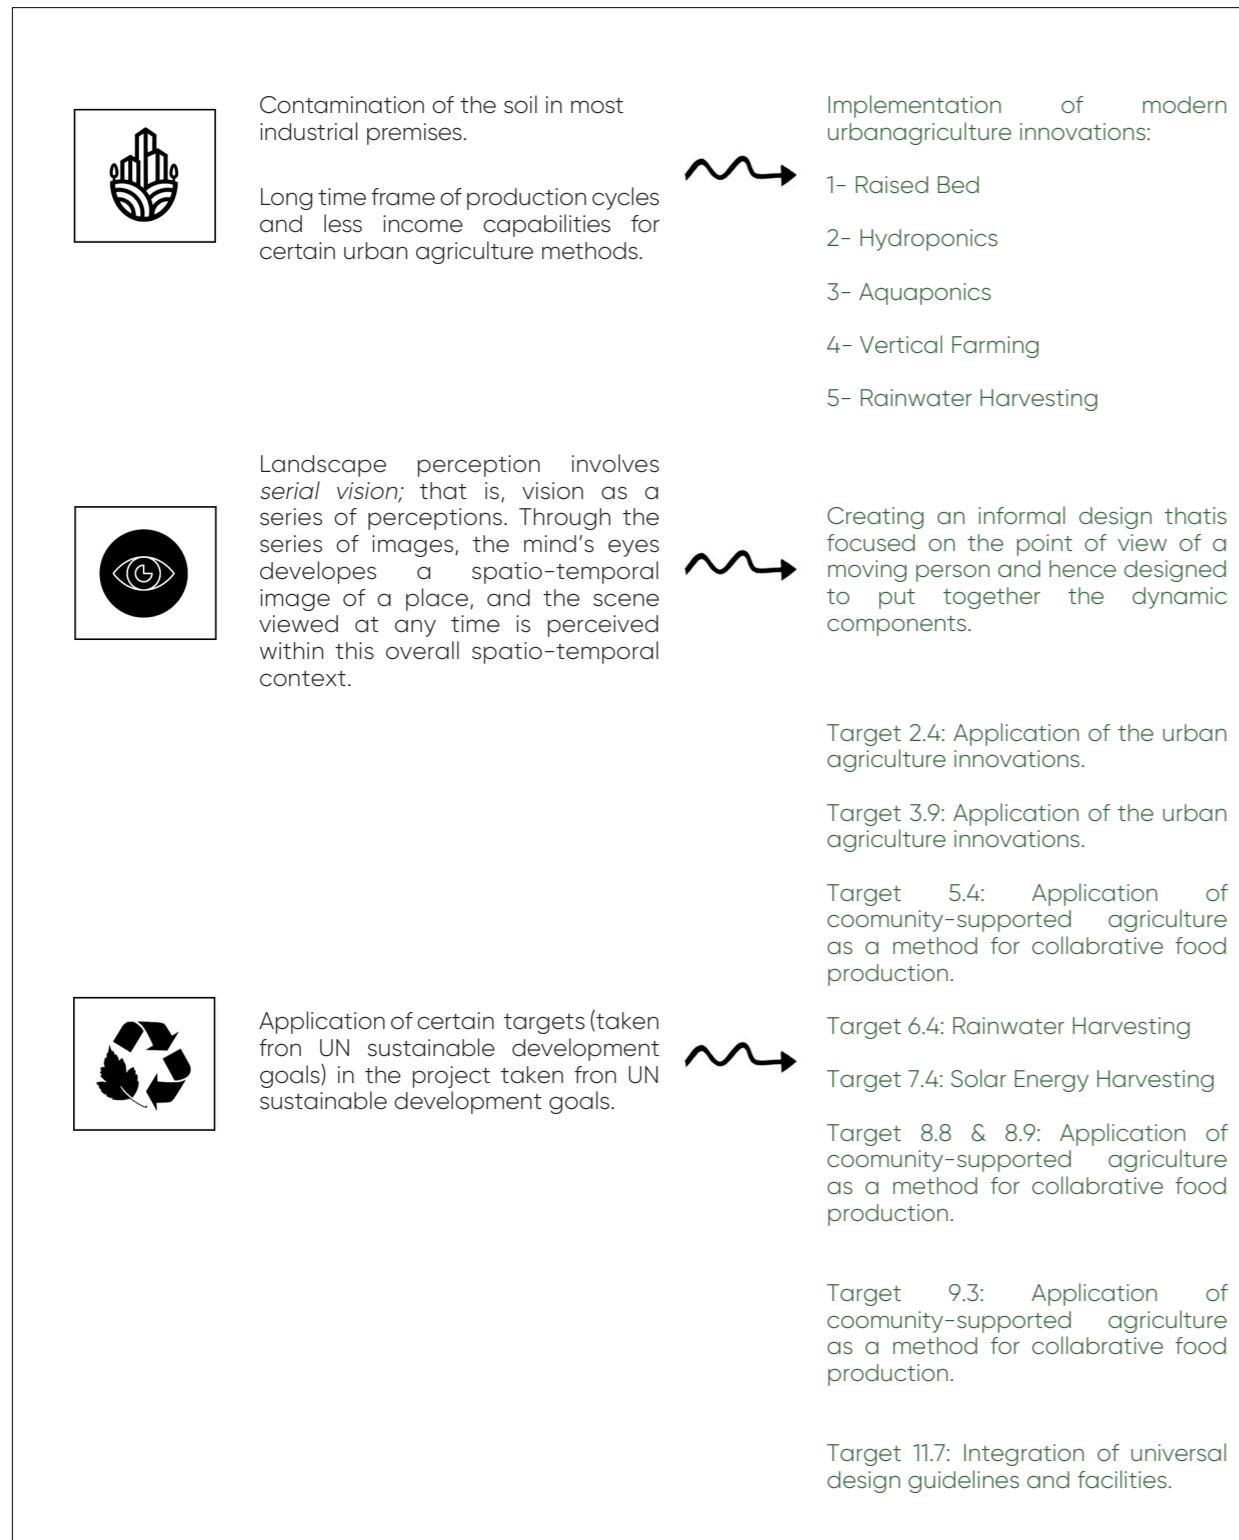 Contamination of the soil in most
industrial premises.
Long time frame of production cycles
and less income capabilities for
certain urban agriculture methods.
Implementation of modern
urbanagriculture innovations:
1- Raised Bed
2- Hydroponics
3- Aquaponics
4- Vertical Farming
5- Rainwater Harvesting
Landscape perception involves
serial vision; that is, vision as a
series of perceptions. Through the
series of images, the mind's eyes
developes a spatio-temporal
image of a place, and the scene
viewed at any time is perceived
within this overall spatio-temporal
context.
Creating an informal design thatis
focused on the point of view of a
moving person and hence designed
to put together the dynamic
components.
Application of certain targets (taken
fron UN sustainable development
goals) in the project taken fron UN
sustainable development goals.
Target 2.4: Application of the urban
agriculture innovations.
Target 3.9: Application of the urban
agriculture innovations.
Target 5.4: Application of
coomunity-supported agriculture
as a method for collabrative food
production.
Target 6.4: Rainwater Harvesting
Target 7.4: Solar Energy Harvesting
Target 8.8 & 8.9: Application of
coomunity-supported agriculture
as a method for collabrative food
production.
Target 9.3: Application of
coomunity-supported agriculture
as a method for collabrative food
production.
Target 11.7: Integration of universal
design guidelines and facilities.